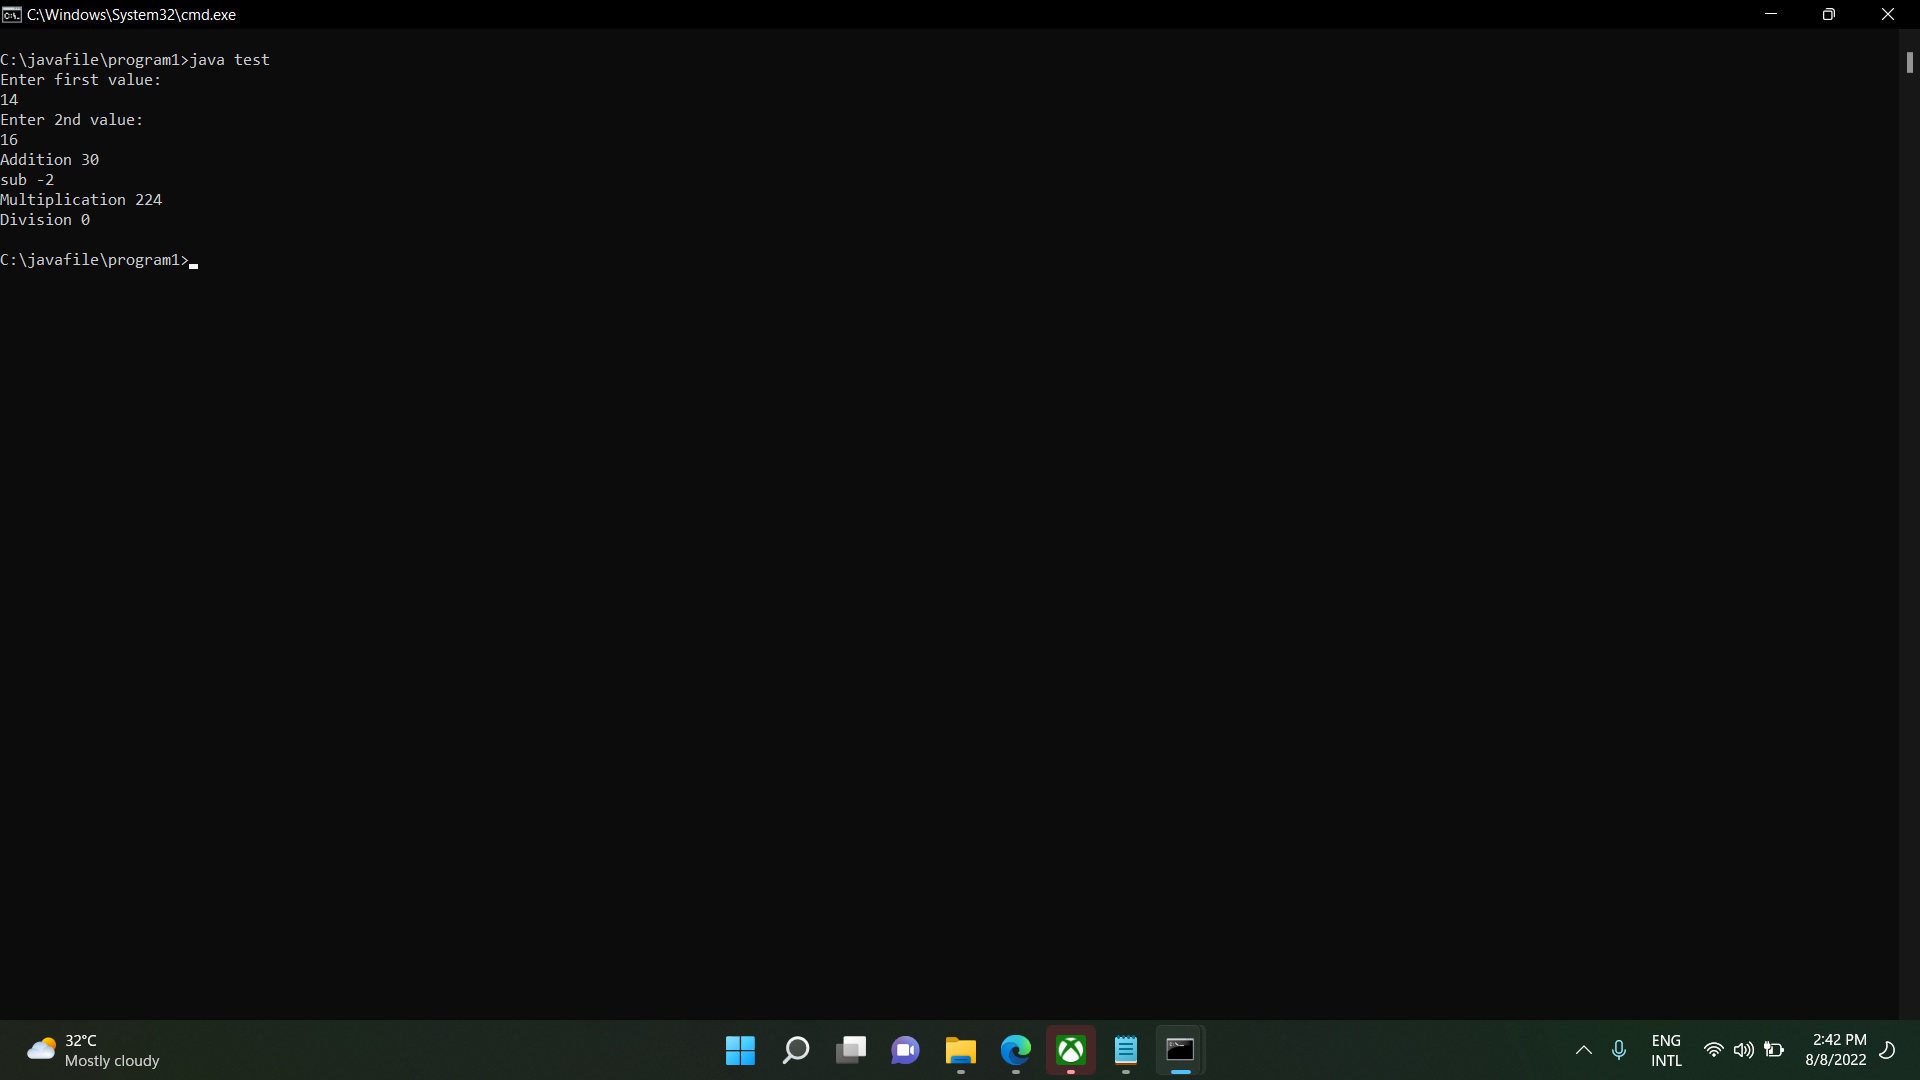 C:\Windows\System32\cmd.exe
C:\javafile\program1>java test
Enter first value:
14
Enter 2nd value:
16
Addition 30
sub -2
Multiplication 224
Division 0
C:\javafile\program1>
32°C
Mostly cloudy
ENG
INTL
2:42 PM
8/8/2022